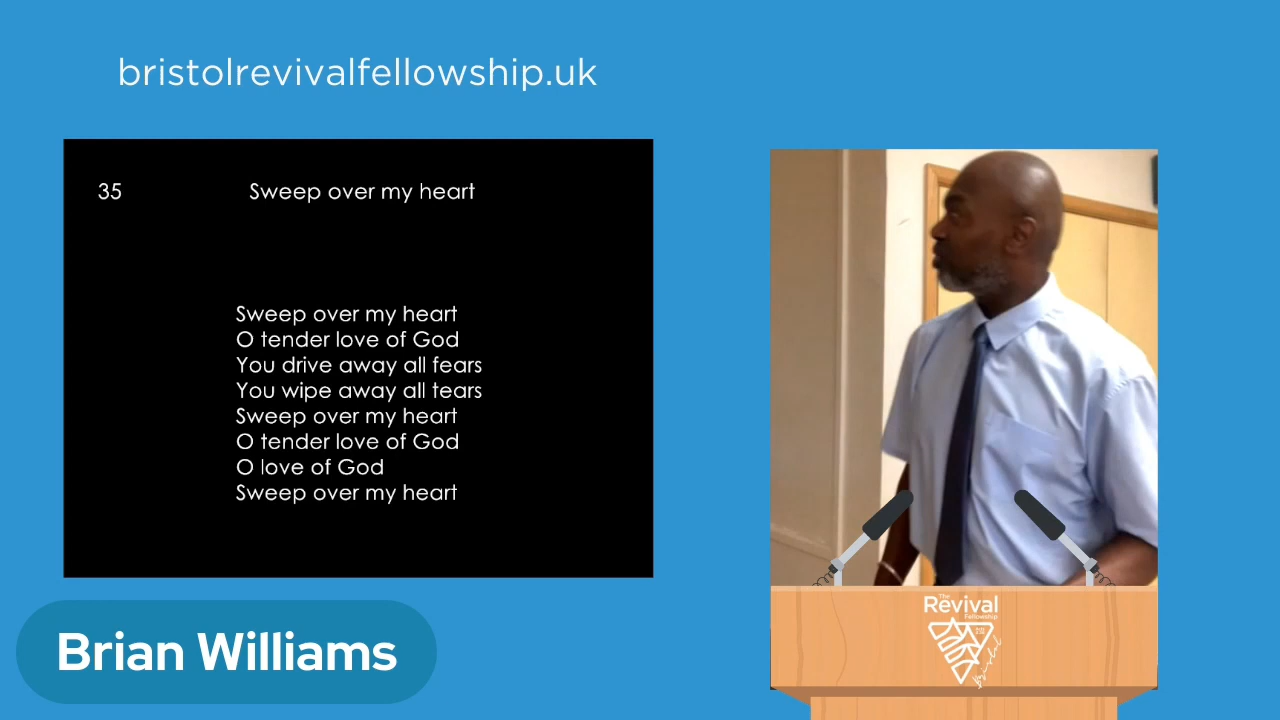 bristolrevivalfellowship.uk
35 Sweep over my heart
Sweep over my heart
O tender love of God
You drive away all fears
You wipe away all tears
Sweep over my heart
O tender love of God
O love of God
Sweep over my heart
Brian Williams
The
Revival
Fellowship
Bristol